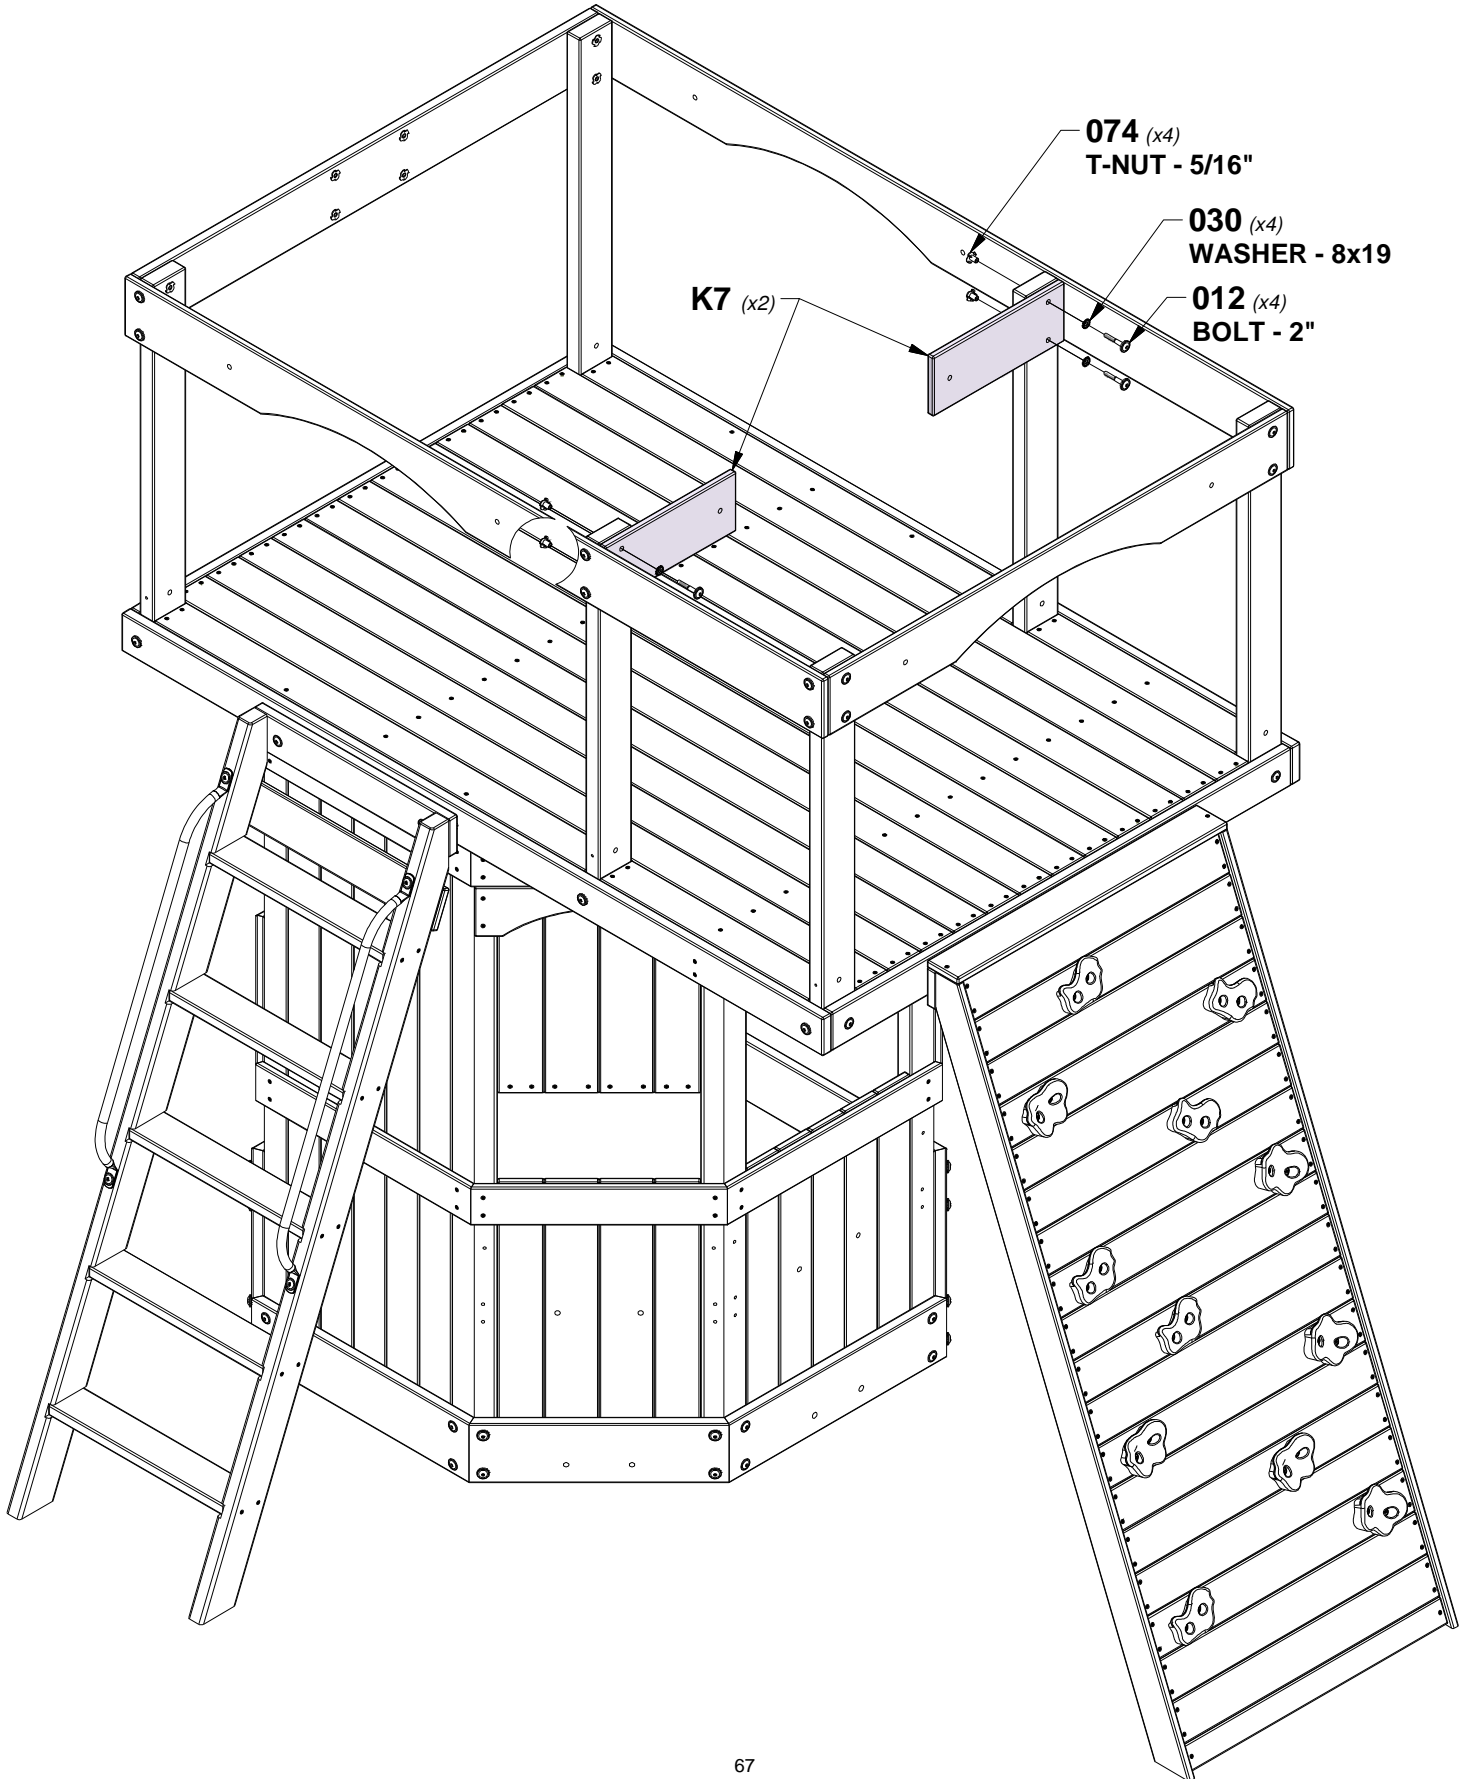 074 (x4)
T-NUT - 5/16"
030 (x4)
WASHER - 8x19
K7 (x2)
012 (x4)
BOLT - 2"
67